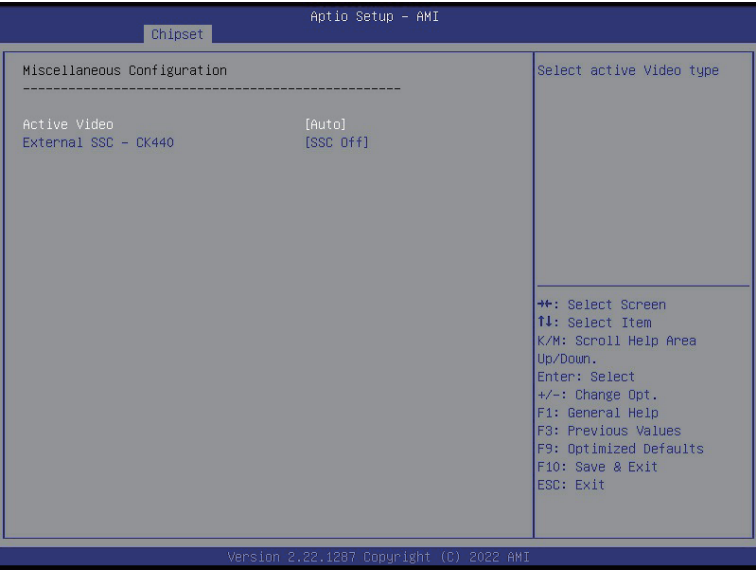 Aptio Setup – AMI
Chipset
Miscellaneous Configuration
--------------------------------------------------
Active Video [Auto]
External SSC – CK440 [SSC Off]
Select active Video type
→←: Select Screen
↑↓: Select Item
K/M: Scroll Help Area
Up/Down.
Enter: Select
+/-: Change Opt.
F1: General Help
F3: Previous Values
F9: Optimized Defaults
F10: Save & Exit
ESC: Exit
Version 2.22.1287 Copyright (C) 2022 AMI